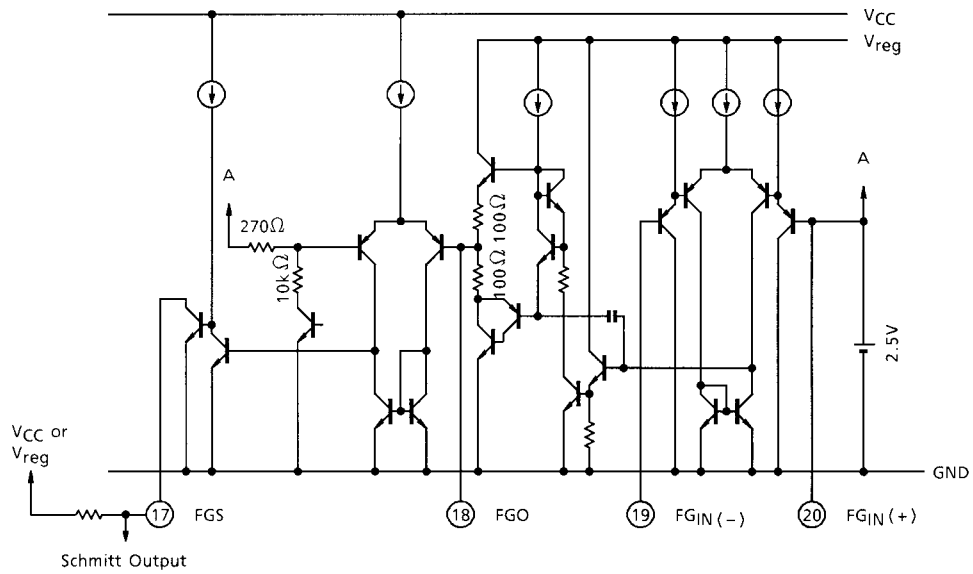 VCC
Vreg
A
A
270Ω
10kΩ
100Ω
100Ω
2.5V
VCC or
Vreg
GND
17 FGS
18 FGO
19 FGIN (−)
20 FGIN (+)
Schmitt Output